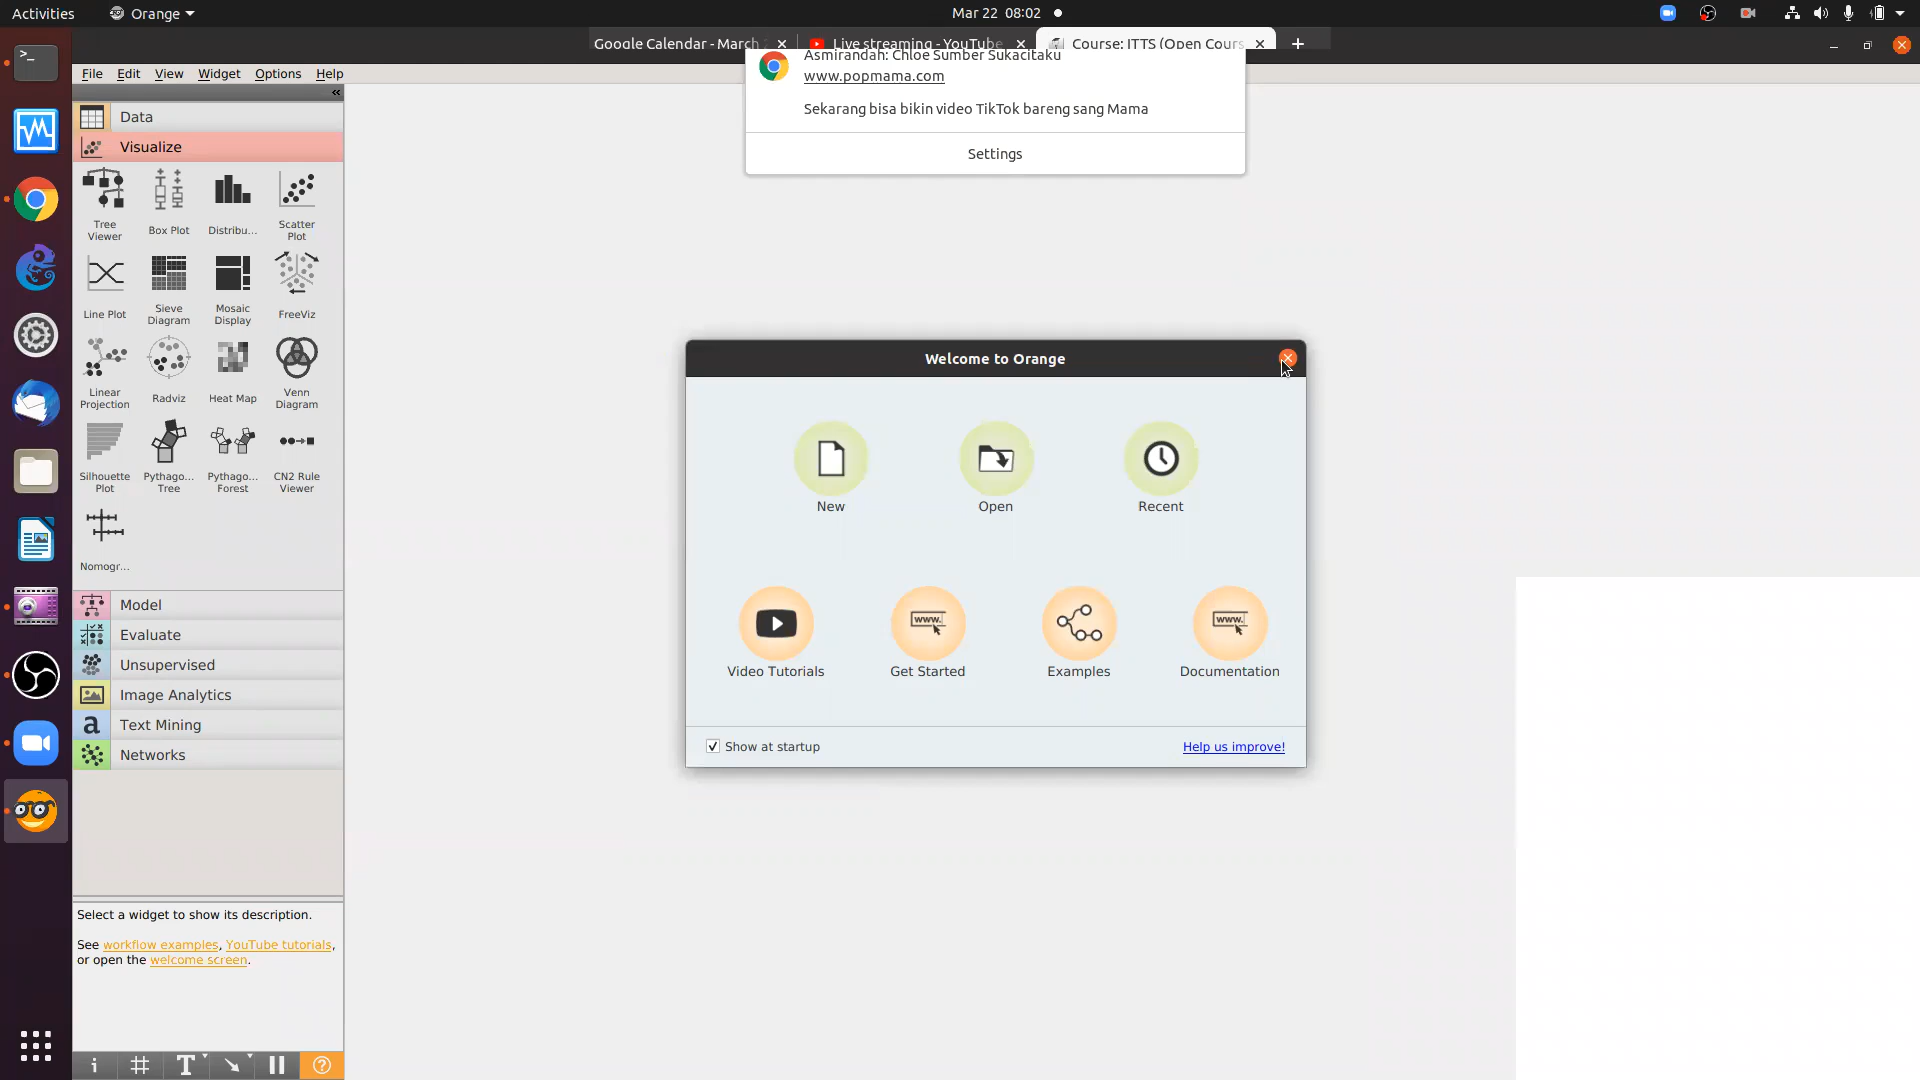 Activities
Orange
Mar 22 08:02
Google Calendar - March
Live streaming - YouTube
Course: ITTS (Open Cours
File Edit View Widget Options Help
Asmirandah: Chloe Sumber Sukacitaku
www.popmama.com
Sekarang bisa bikin video TikTok bareng sang Mama
Settings
Data
Visualize
Tree Viewer
Box Plot
Distribu...
Scatter Plot
Line Plot
Sieve Diagram
Mosaic Display
FreeViz
Linear Projection
Radviz
Heat Map
Venn Diagram
Silhouette Plot
Pythago... Tree
Pythago... Forest
CN2 Rule Viewer
Nomogr...
Model
Evaluate
Unsupervised
Image Analytics
a Text Mining
Networks
Select a widget to show its description.
See workflow examples, YouTube tutorials,
or open the welcome screen.
Welcome to Orange
New
Open
Recent
www.
www.
Video Tutorials
Get Started
Examples
Documentation
Show at startup
Help us improve!
i
T
?